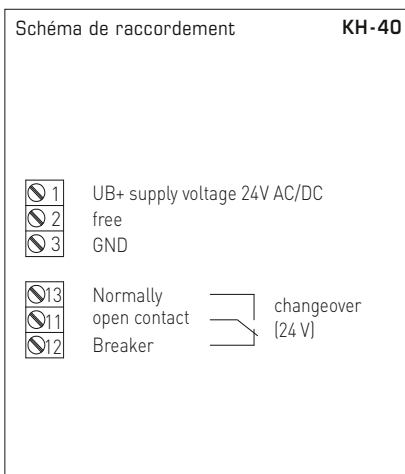 Schéma de raccordement KH-40
1 UB+ supply voltage 24V AC/DC
2 free
3 GND
13 Normally
11 open contact
12 Breaker
changeover
(24 V)